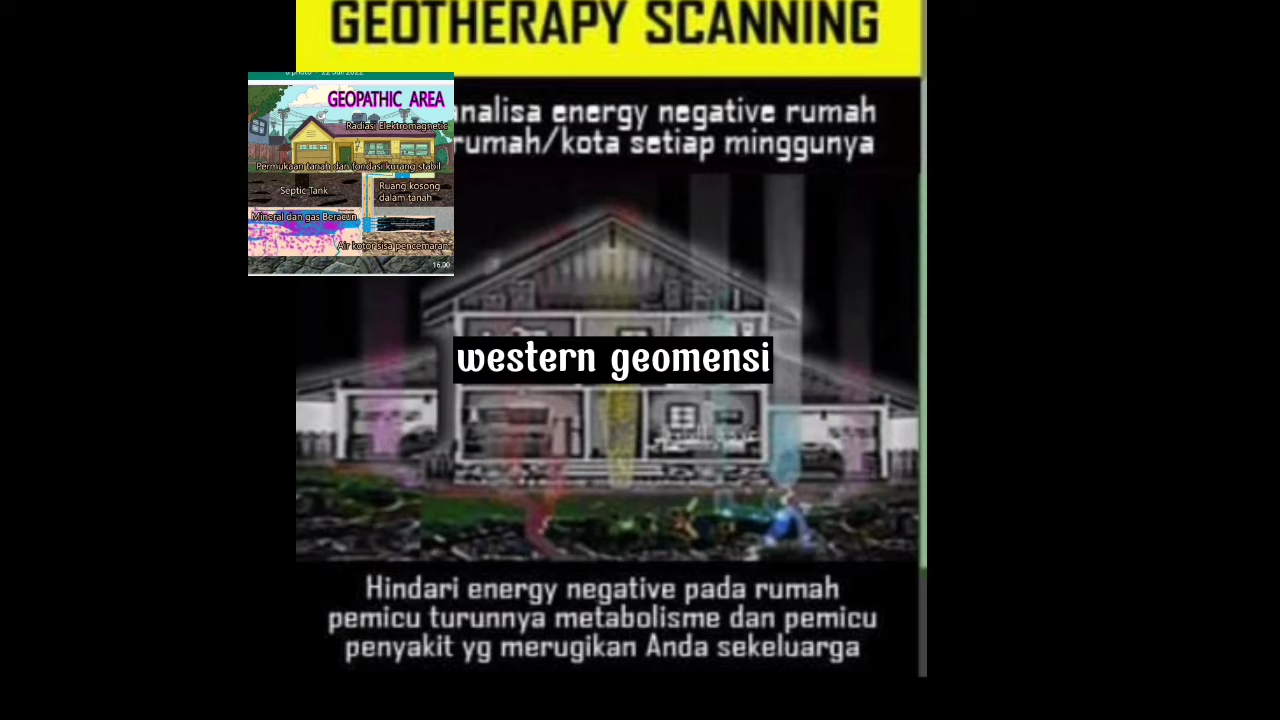 GEOTHERAPY SCANNING
GEOPATHIC AREA
Radiasi Elektromagnetic
Permukaan tanah dan fondasi kurang stabil
Septic Tank
Ruang kosong
dalam tanah
Mineral dan gas Beracun
Air kotor sisa pencemaran
16.00
analisa energy negative rumah
rumah/kota setiap minggunya
western geomensi
Hindari energy negative pada rumah
pemicu turunnya metabolisme dan pemicu
penyakit yg merugikan Anda sekeluarga